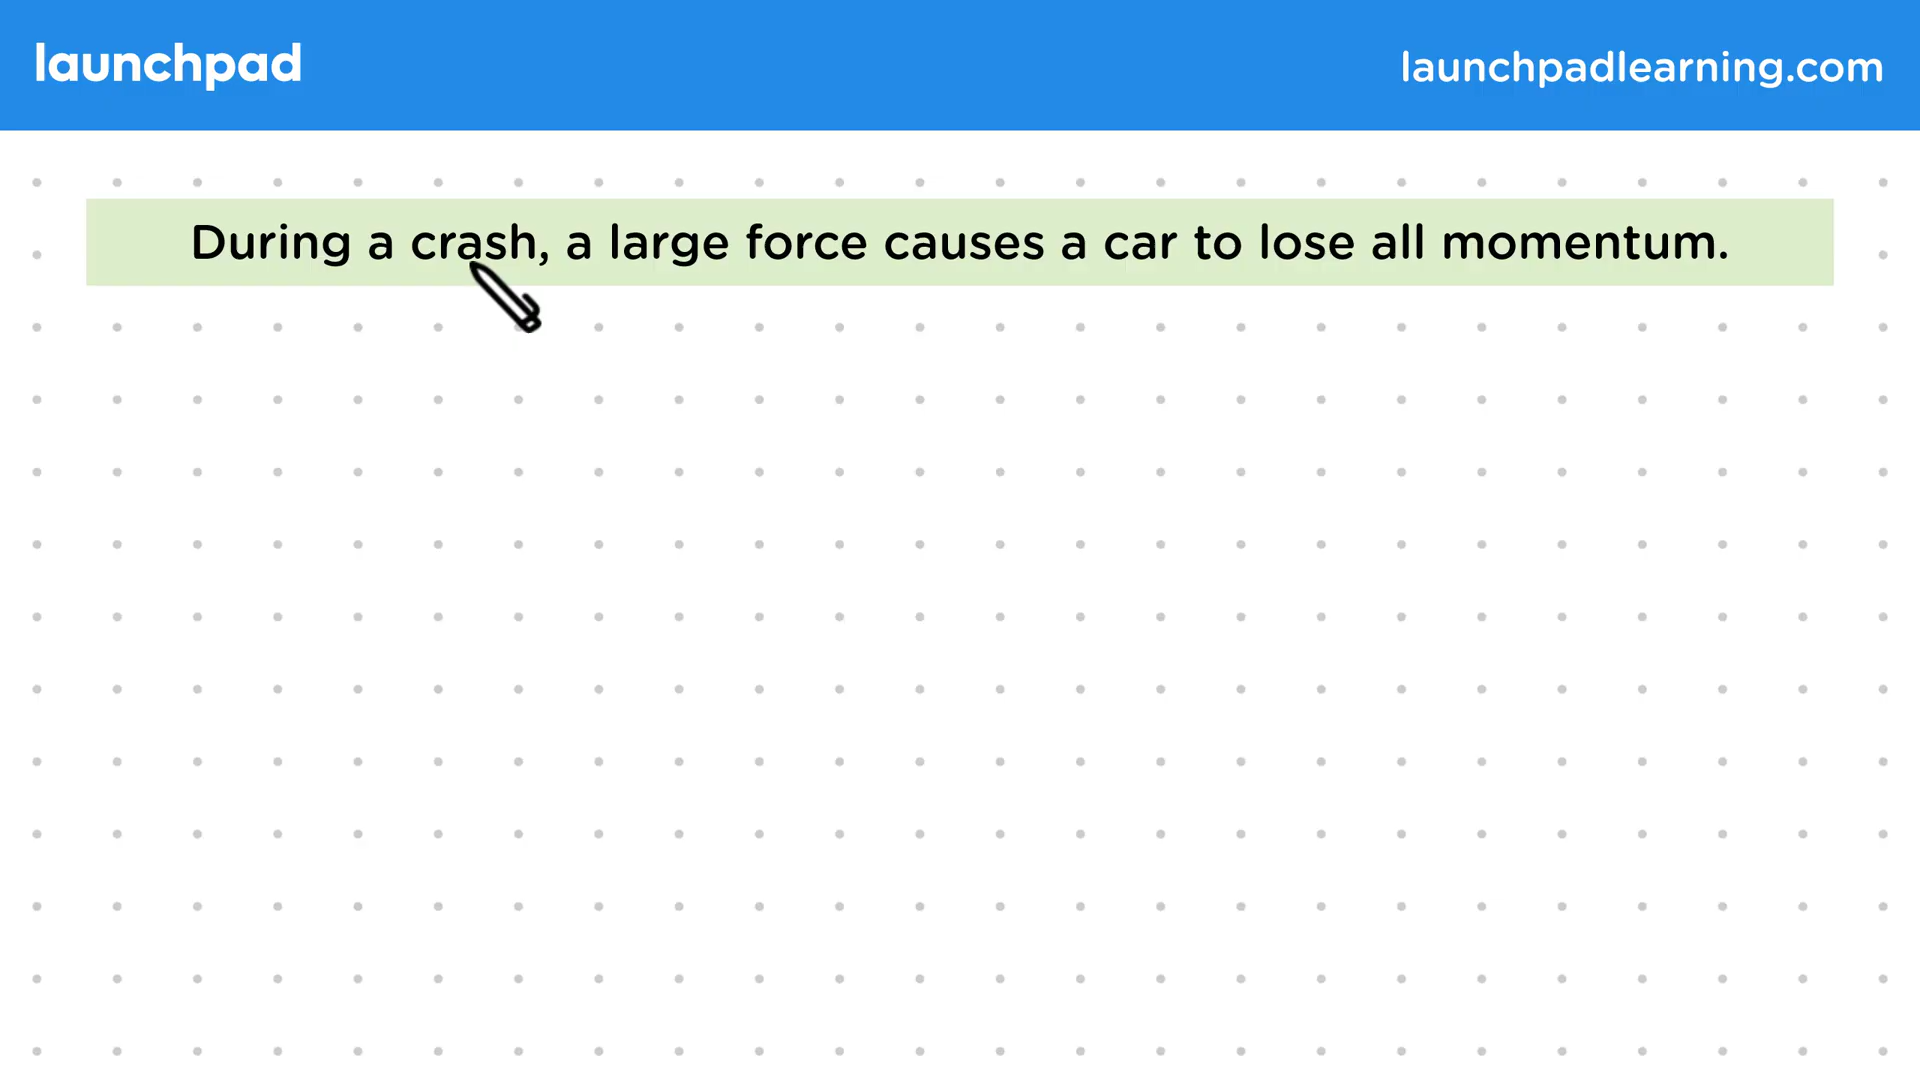 launchpad
launchpadlearning.com
During a crash, a large force causes a car to lose all momentum.